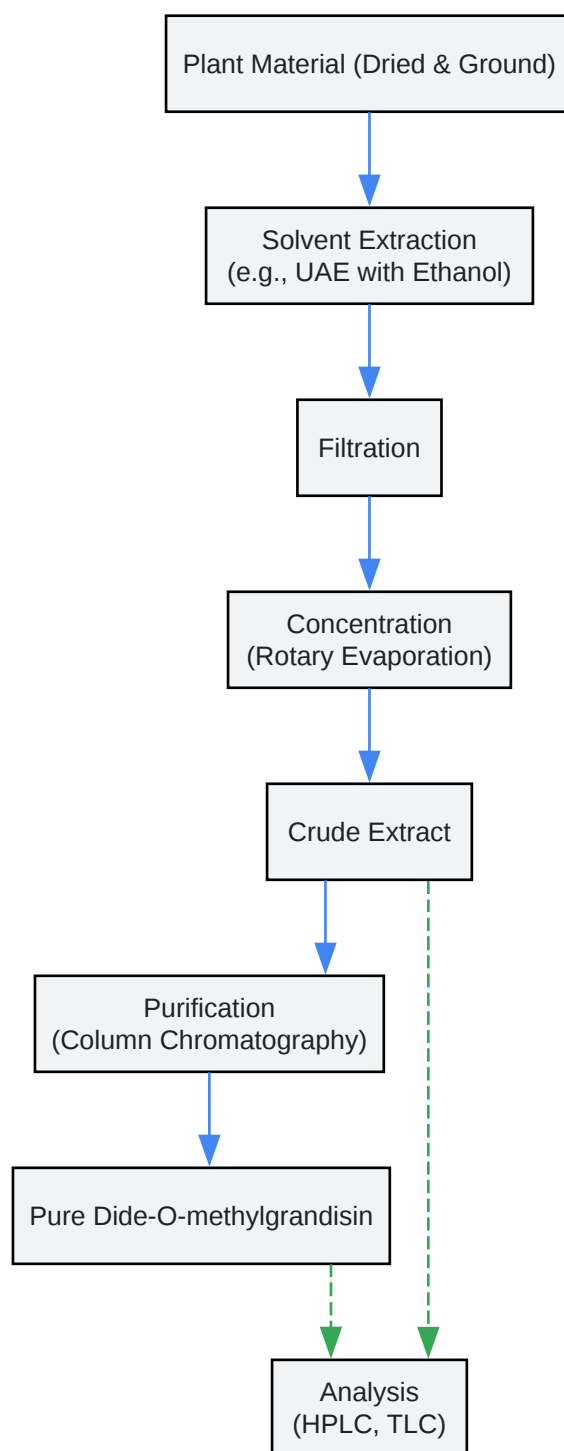 Plant Material (Dried & Ground)
Solvent Extraction
(e.g., UAE with Ethanol)
Filtration
Concentration
(Rotary Evaporation)
Crude Extract
Purification
(Column Chromatography)
Pure Dide-O-methylgrandisin
Analysis
(HPLC, TLC)